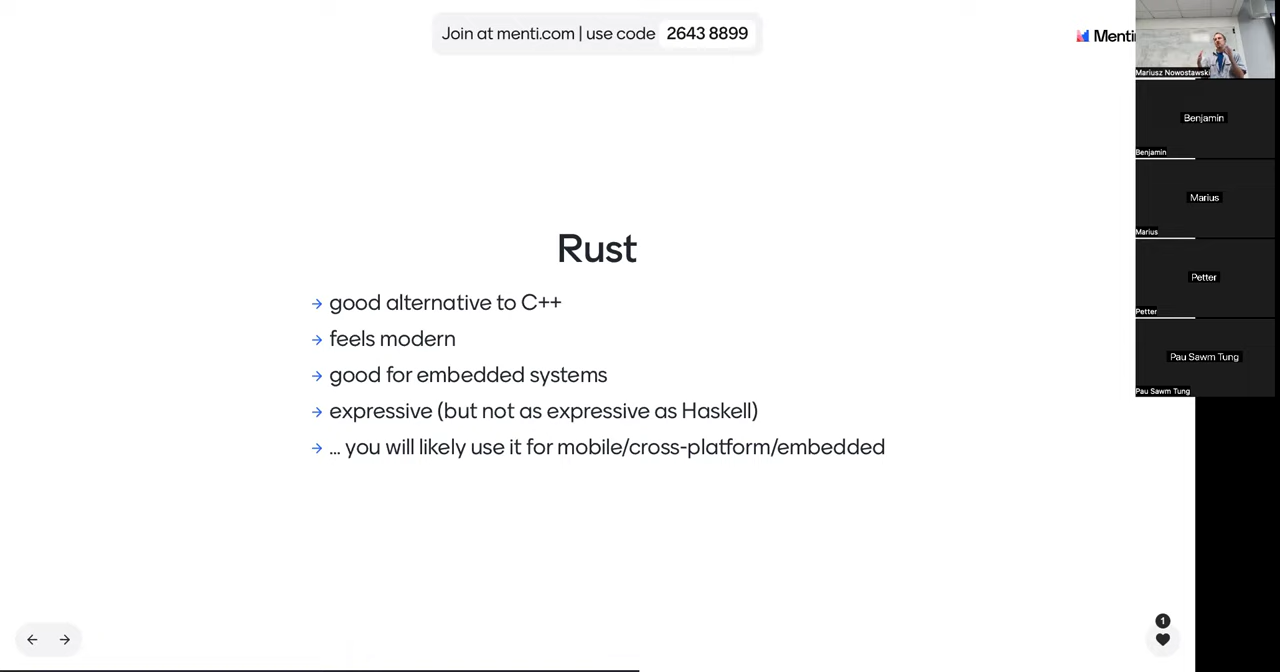 Join at menti.com | use code 2643 8899
Menti
Mariusz Nowostawski
Benjamin
Benjamin
Marius
Marius
Petter
Petter
Pau Sawm Tung
Pau Sawm Tung
Rust
→ good alternative to C++
→ feels modern
→ good for embedded systems
→ expressive (but not as expressive as Haskell)
→ ... you will likely use it for mobile/cross-platform/embedded
1